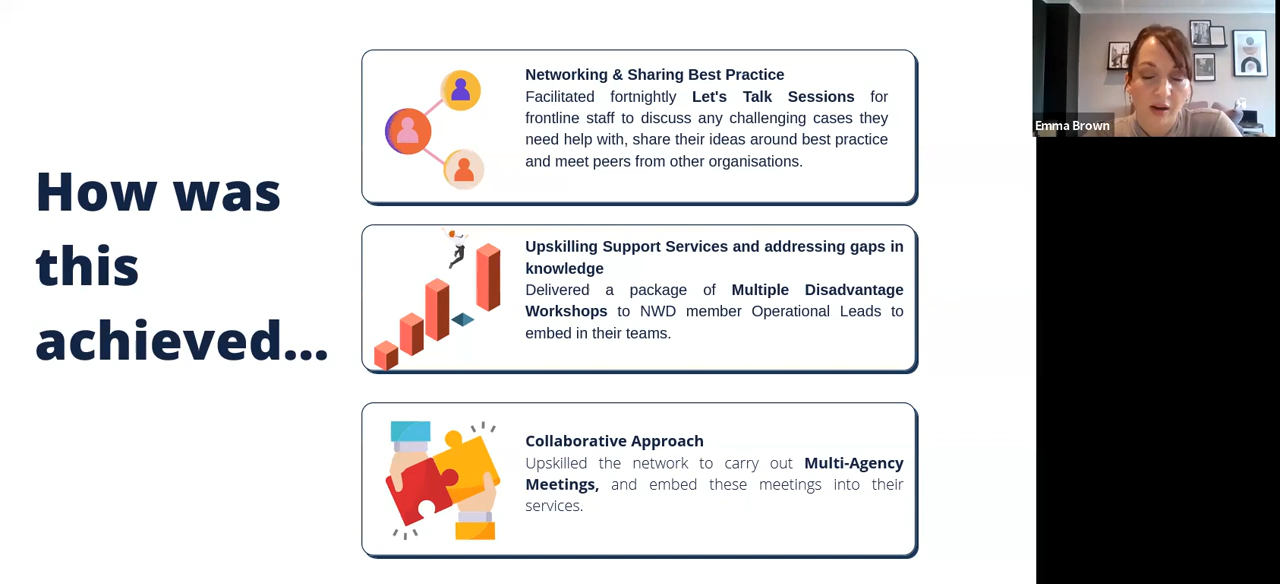 How was
this
achieved...
Networking & Sharing Best Practice
Facilitated fortnightly Let's Talk Sessions for
frontline staff to discuss any challenging cases they
need help with, share their ideas around best practice
and meet peers from other organisations.
Upskilling Support Services and addressing gaps in
knowledge
Delivered a package of Multiple Disadvantage
Workshops to NWD member Operational Leads to
embed in their teams.
Collaborative Approach
Upskilled the network to carry out Multi-Agency
Meetings, and embed these meetings into their
services.
Emma Brown